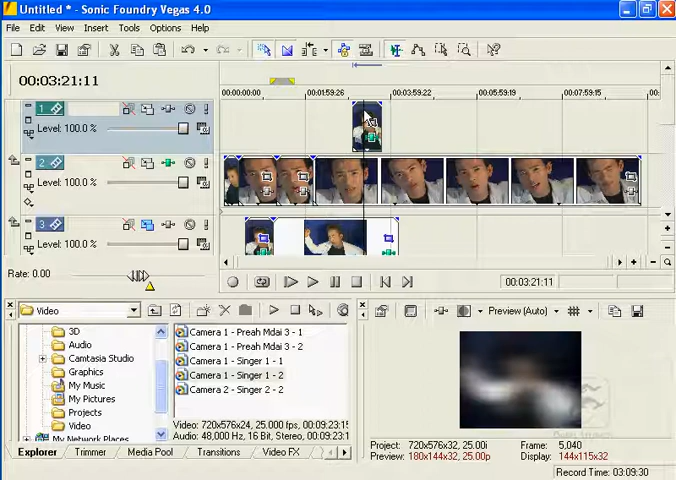 Untitled * - Sonic Foundry Vegas 4.0
File Edit View Insert Tools Options Help
00:03:21:11
00:00:00:00 00:01:59:26 00:03:59:22 00:05:59:19 00:07:59:15 00:
1
Level: 100.0 %
2
Level: 100.0 %
3
Level: 100.0 %
Rate: 0.00
00:03:21:11
Video
Preview (Auto)
3D
Audio
Camtasia Studio
Graphics
My Music
My Pictures
Projects
Video
My Network Places
Camera 1 - Preah Mdai 3 - 1
Camera 1 - Preah Mdai 3 - 2
Camera 1 - Singer 1 - 1
Camera 1 - Singer 1 - 2
Camera 2 - Singer 2 - 2
Video: 720x576x24, 25.000 fps, 00:09:23:15
Audio: 48,000 Hz, 16 Bit, Stereo, 00:09:23:1
Explorer Trimmer Media Pool Transitions Video FX
Project: 720x576x32, 25.00i
Preview: 180x144x32, 25.00p
Frame: 5,040
Display: 144x115x32
Record Time: 03:09:30